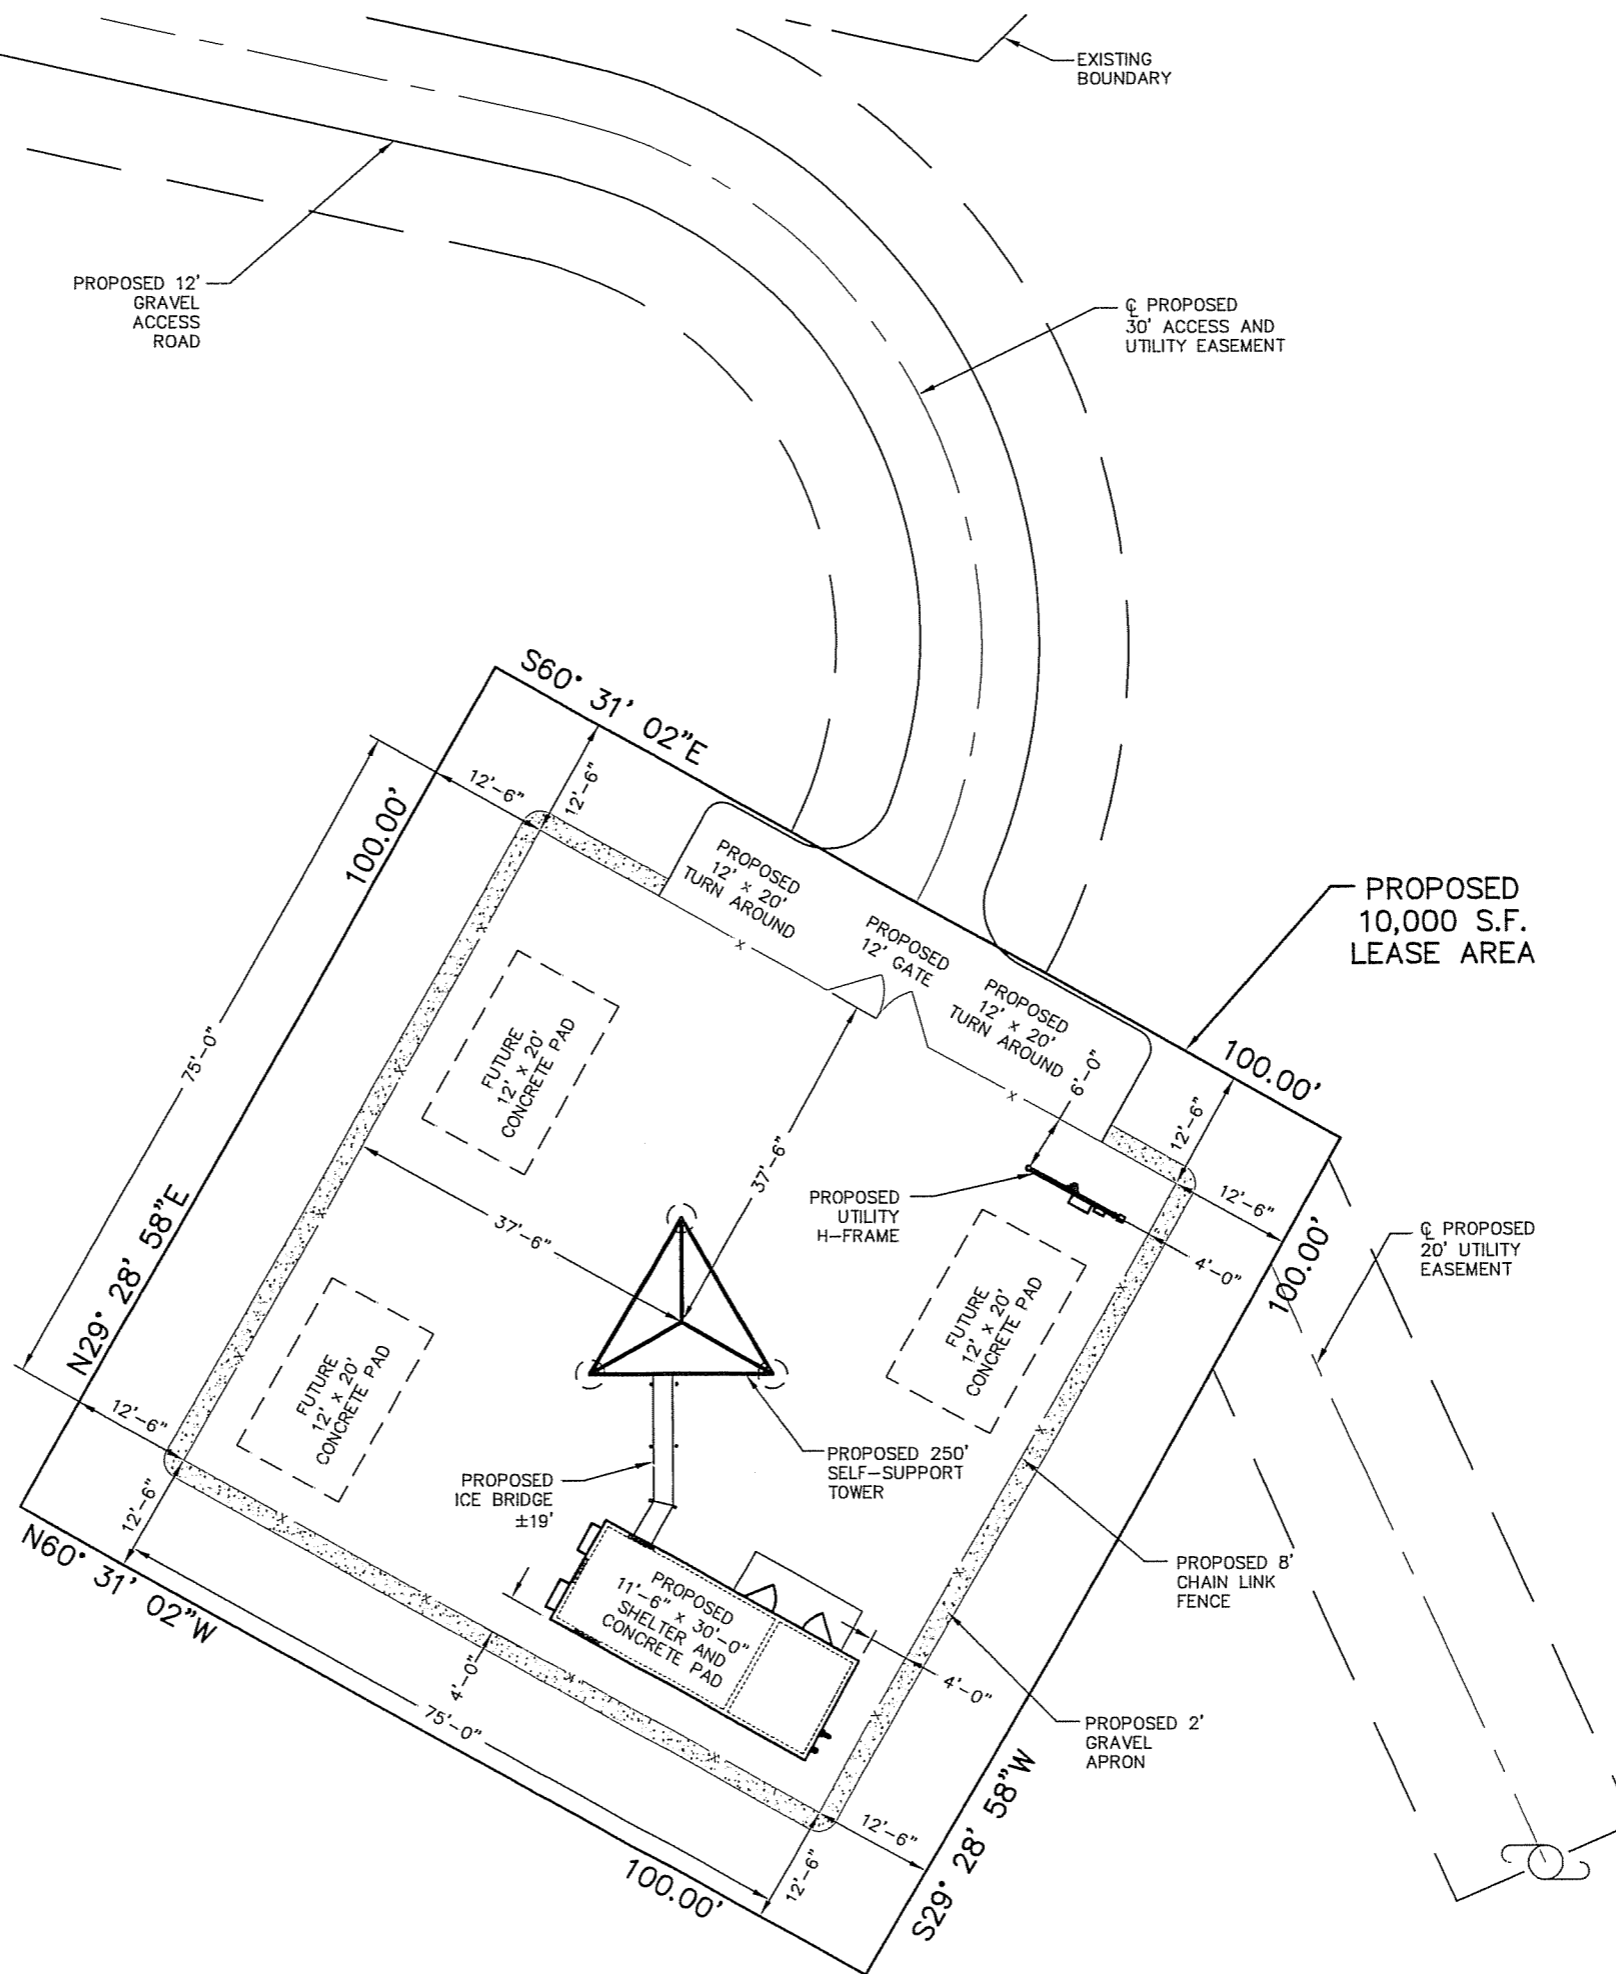 EXISTING
BOUNDARY
PROPOSED 12'
GRAVEL
ACCESS
ROAD
℄ PROPOSED
30' ACCESS AND
UTILITY EASEMENT
S60° 31' 02"E
12'-6"
12'-6"
100.00'
75'-0"
N29° 28' 58"E
PROPOSED
12' x 20'
TURN AROUND
PROPOSED
12' GATE
PROPOSED
12' x 20'
TURN AROUND
PROPOSED
10,000 S.F.
LEASE AREA
100.00'
6'-0"
12'-6"
12'-6"
4'-0"
100.00'
FUTURE
12' x 20'
CONCRETE PAD
37'-6"
37'-6"
PROPOSED
UTILITY
H-FRAME
℄ PROPOSED
20' UTILITY
EASEMENT
FUTURE
12' x 20'
CONCRETE PAD
FUTURE
12' x 20'
CONCRETE PAD
12'-6"
12'-6"
PROPOSED
ICE BRIDGE
±19'
PROPOSED 250'
SELF-SUPPORT
TOWER
N60° 31' 02"W
PROPOSED
11'-6" x 30'-0"
SHELTER AND
CONCRETE PAD
PROPOSED 8'
CHAIN LINK
FENCE
4'-0"
4'-0"
75'-0"
PROPOSED 2'
GRAVEL
APRON
12'-6"
12'-6"
100.00'
S29° 28' 58"W